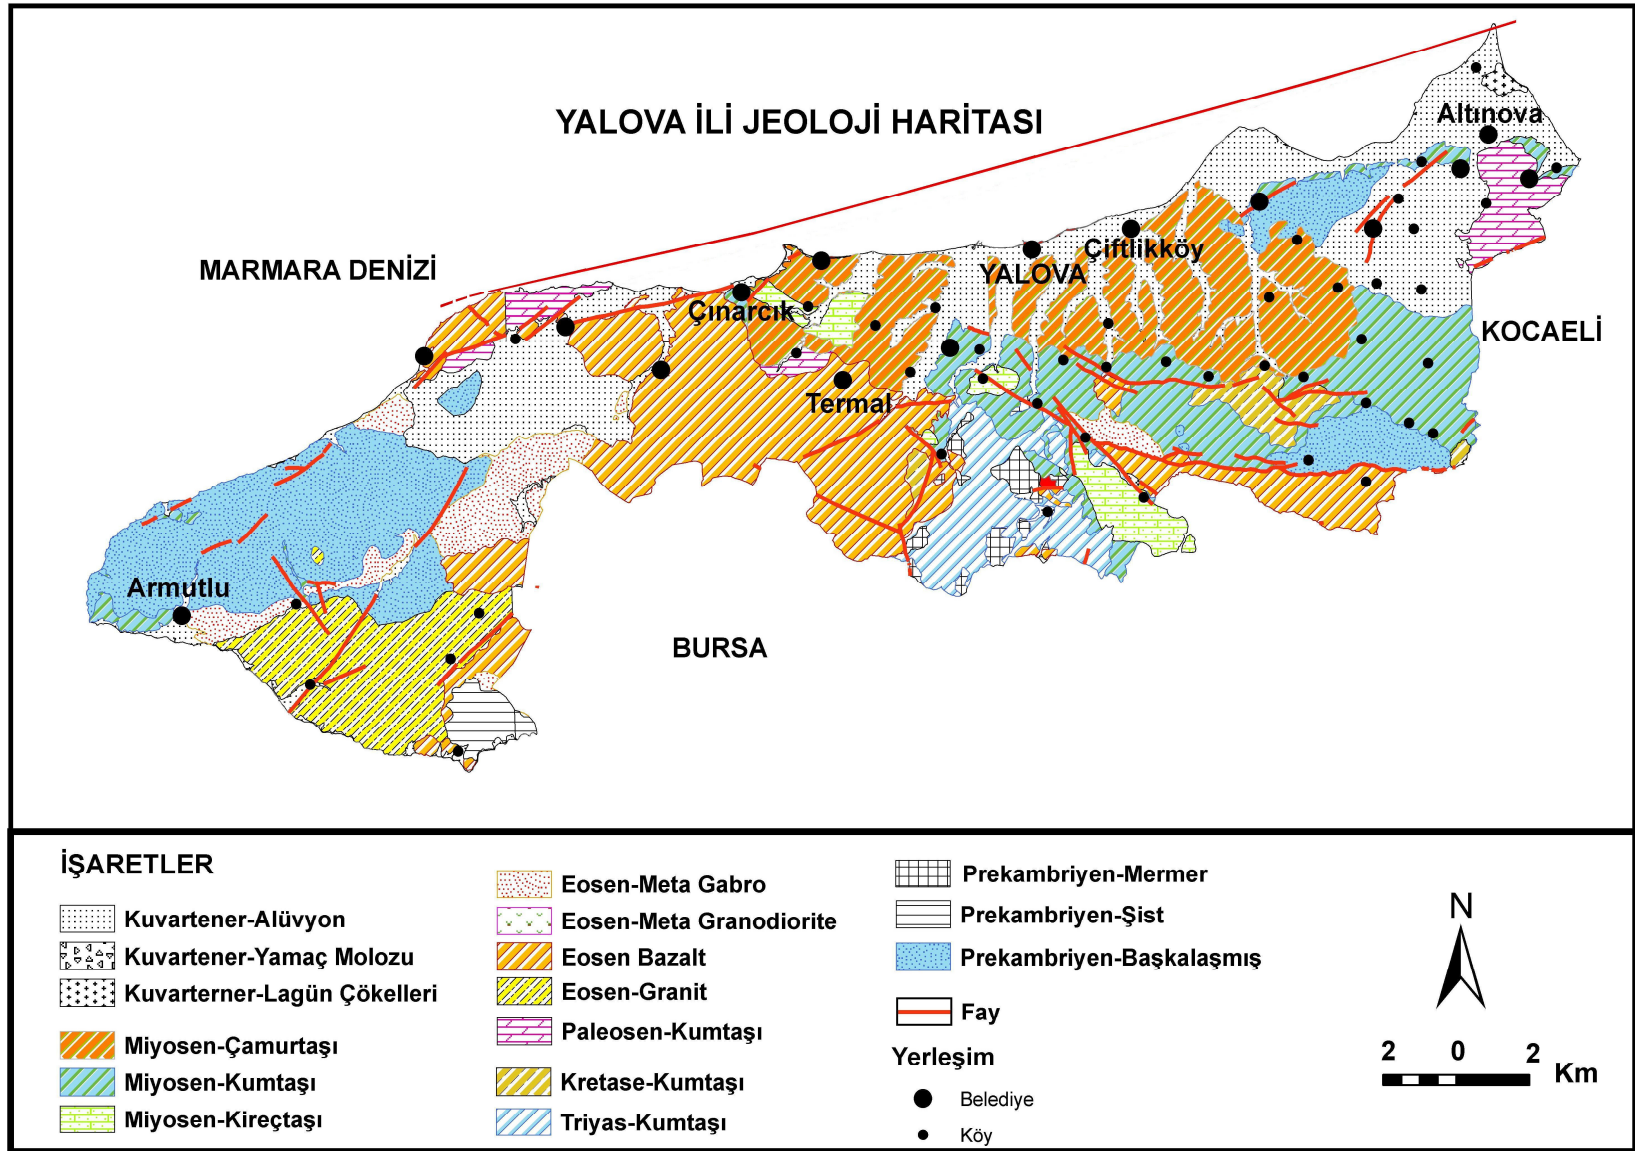 YALOVA İLİ JEOLOJİ HARİTASI
Altınova
MARMARA DENİZİ
Çiftlikköy
YALOVA
Çınarcık
KOCAELİ
Termal
Armutlu
BURSA
İŞARETLER
Kuvartener-Alüvyon
Kuvartener-Yamaç Molozu
Kuvarterner-Lagün Çökelleri
Miyosen-Çamurtaşı
Miyosen-Kumtaşı
Miyosen-Kireçtaşı
Eosen-Meta Gabro
Eosen-Meta Granodiorite
Eosen Bazalt
Eosen-Granit
Paleosen-Kumtaşı
Kretase-Kumtaşı
Triyas-Kumtaşı
Prekambriyen-Mermer
Prekambriyen-Şist
Prekambriyen-Başkalaşmış
Fay
Yerleşim
Belediye
Köy
N
2 0 2
Km